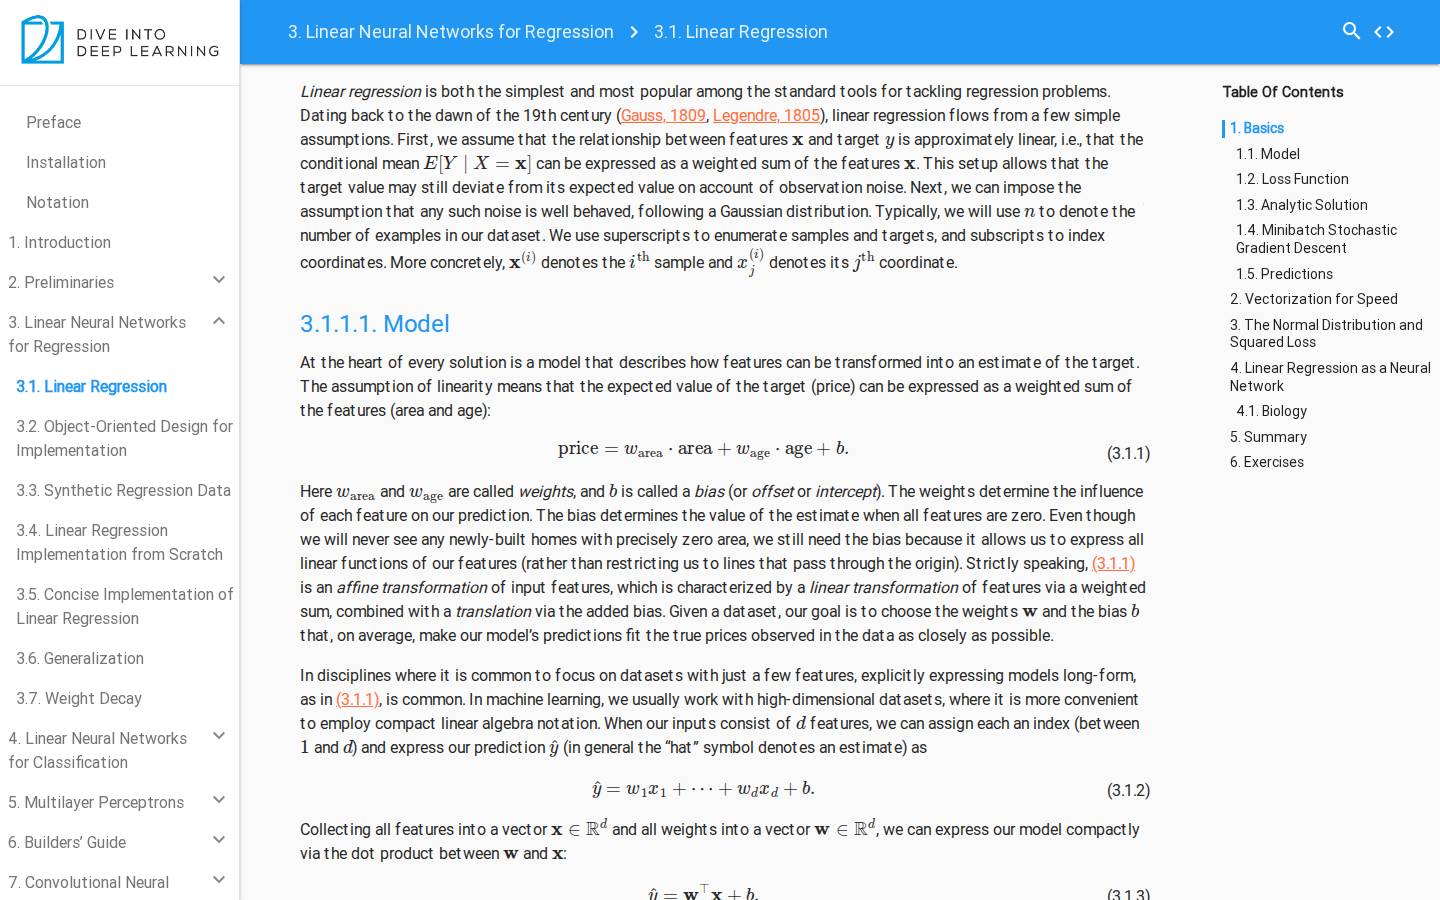 DIVE INTO
DEEP LEARNING
3. Linear Neural Networks for Regression
3.1. Linear Regression
Preface
Installation
Notation
1. Introduction
2. Preliminaries
3. Linear Neural Networks
for Regression
3.1. Linear Regression
3.2. Object-Oriented Design for
Implementation
3.3. Synthetic Regression Data
3.4. Linear Regression
Implementation from Scratch
3.5. Concise Implementation of
Linear Regression
3.6. Generalization
3.7. Weight Decay
4. Linear Neural Networks
for Classification
5. Multilayer Perceptrons
6. Builders’ Guide
7. Convolutional Neural
Linear regression is both the simplest and most popular among the standard tools for tackling regression problems.
Dating back to the dawn of the 19th century (Gauss, 1809, Legendre, 1805), linear regression flows from a few simple
assumptions. First, we assume that the relationship between features x and target y is approximately linear, i.e., that the
conditional mean E[Y | X = x] can be expressed as a weighted sum of the features x. This setup allows that the
target value may still deviate from its expected value on account of observation noise. Next, we can impose the
assumption that any such noise is well behaved, following a Gaussian distribution. Typically, we will use n to denote the
number of examples in our dataset. We use superscripts to enumerate samples and targets, and subscripts to index
coordinates. More concretely, x^(i) denotes the i^th sample and x_j^(i) denotes its j^th coordinate.
3.1.1.1. Model
At the heart of every solution is a model that describes how features can be transformed into an estimate of the target.
The assumption of linearity means that the expected value of the target (price) can be expressed as a weighted sum of
the features (area and age):
price = w_area · area + w_age · age + b. (3.1.1)
Here w_area and w_age are called weights, and b is called a bias (or offset or intercept). The weights determine the influence
of each feature on our prediction. The bias determines the value of the estimate when all features are zero. Even though
we will never see any newly-built homes with precisely zero area, we still need the bias because it allows us to express all
linear functions of our features (rather than restricting us to lines that pass through the origin). Strictly speaking, (3.1.1)
is an affine transformation of input features, which is characterized by a linear transformation of features via a weighted
sum, combined with a translation via the added bias. Given a dataset, our goal is to choose the weights w and the bias b
that, on average, make our model’s predictions fit the true prices observed in the data as closely as possible.
In disciplines where it is common to focus on datasets with just a few features, explicitly expressing models long-form,
as in (3.1.1), is common. In machine learning, we usually work with high-dimensional datasets, where it is more convenient
to employ compact linear algebra notation. When our inputs consist of d features, we can assign each an index (between
1 and d) and express our prediction ŷ (in general the “hat” symbol denotes an estimate) as
ŷ = w_1 x_1 + ⋯ + w_d x_d + b. (3.1.2)
Collecting all features into a vector x ∈ ℝ^d and all weights into a vector w ∈ ℝ^d, we can express our model compactly
via the dot product between w and x:
ŷ = w^⊤ x + b. (3.1.3)
Table Of Contents
1. Basics
1.1. Model
1.2. Loss Function
1.3. Analytic Solution
1.4. Minibatch Stochastic
Gradient Descent
1.5. Predictions
2. Vectorization for Speed
3. The Normal Distribution and
Squared Loss
4. Linear Regression as a Neural
Network
4.1. Biology
5. Summary
6. Exercises